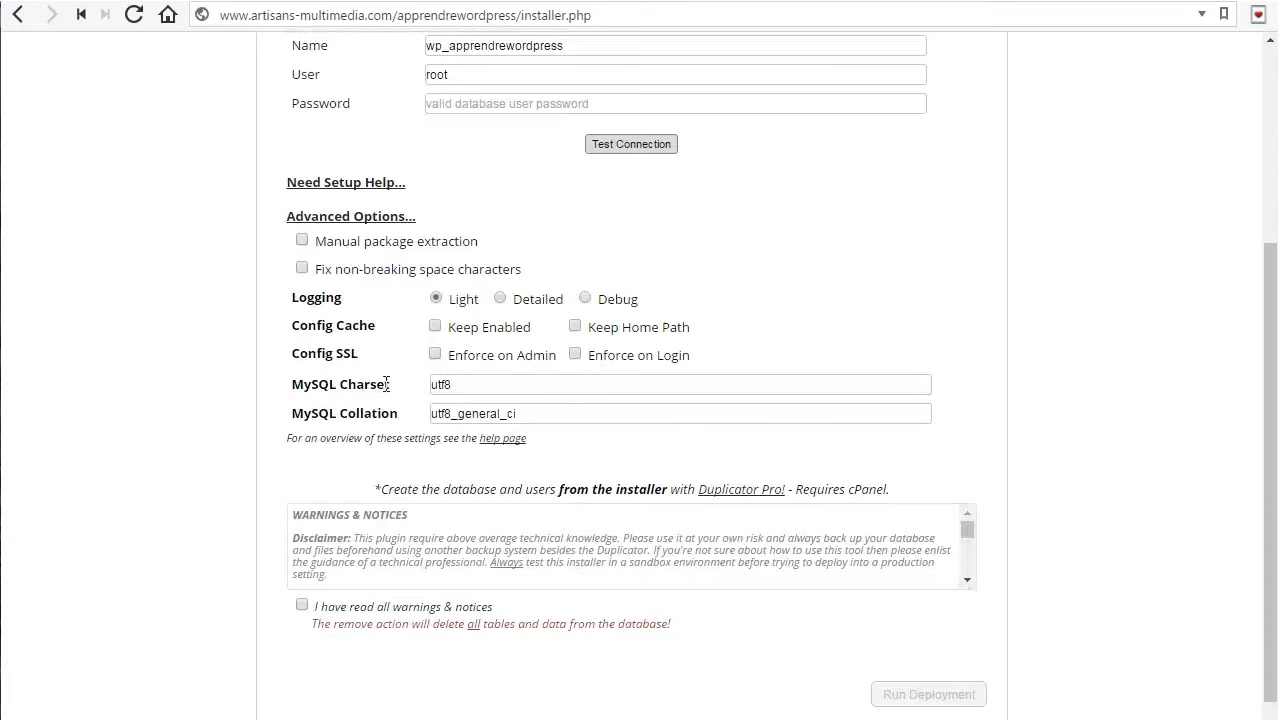 www.artisans-multimedia.com/apprendrewordpress/installer.php
Name wp_apprendrewordpress
User root
Password valid database user password
Test Connection
Need Setup Help...
Advanced Options...
Manual package extraction
Fix non-breaking space characters
Logging Light Detailed Debug
Config Cache Keep Enabled Keep Home Path
Config SSL Enforce on Admin Enforce on Login
MySQL Charset utf8
MySQL Collation utf8_general_ci
For an overview of these settings see the help page
*Create the database and users from the installer with Duplicator Pro! - Requires cPanel.
WARNINGS & NOTICES
Disclaimer: This plugin require above average technical knowledge. Please use it at your own risk and always back up your database
and files beforehand using another backup system besides the Duplicator. If you're not sure about how to use this tool then please enlist
the guidance of a technical professional. Always test this installer in a sandbox environment before trying to deploy into a production
setting.
I have read all warnings & notices
The remove action will delete all tables and data from the database!
Run Deployment